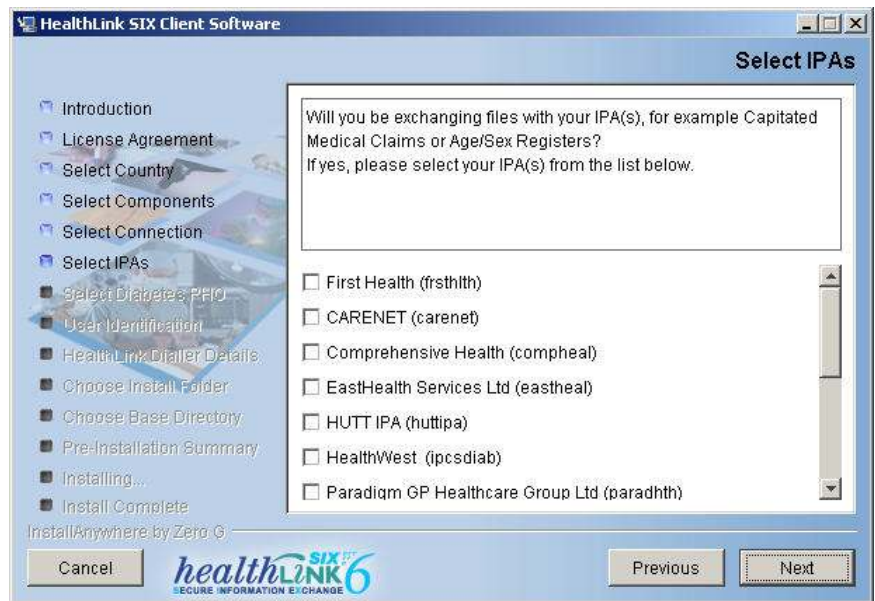 HealthLink SIX Client Software
Select IPAs
Introduction
License Agreement
Select Country
Select Components
Select Connection
Select IPAs
Select Diabetes PHO
User Identification
HealthLink Dialler Details
Choose Install Folder
Choose Base Directory
Pre-Installation Summary
Installing...
Install Complete
Will you be exchanging files with your IPA(s), for example Capitated
Medical Claims or Age/Sex Registers?
If yes, please select your IPA(s) from the list below.
First Health (frsthlth)
CARENET (carenet)
Comprehensive Health (compheal)
EastHealth Services Ltd (eastheal)
HUTT IPA (huttipa)
HealthWest (ipcsdiab)
Paradigm GP Healthcare Group Ltd (paradhth)
InstallAnywhere by Zero G
Cancel
healthLINK SIX 6
SECURE INFORMATION EXCHANGE
Previous
Next